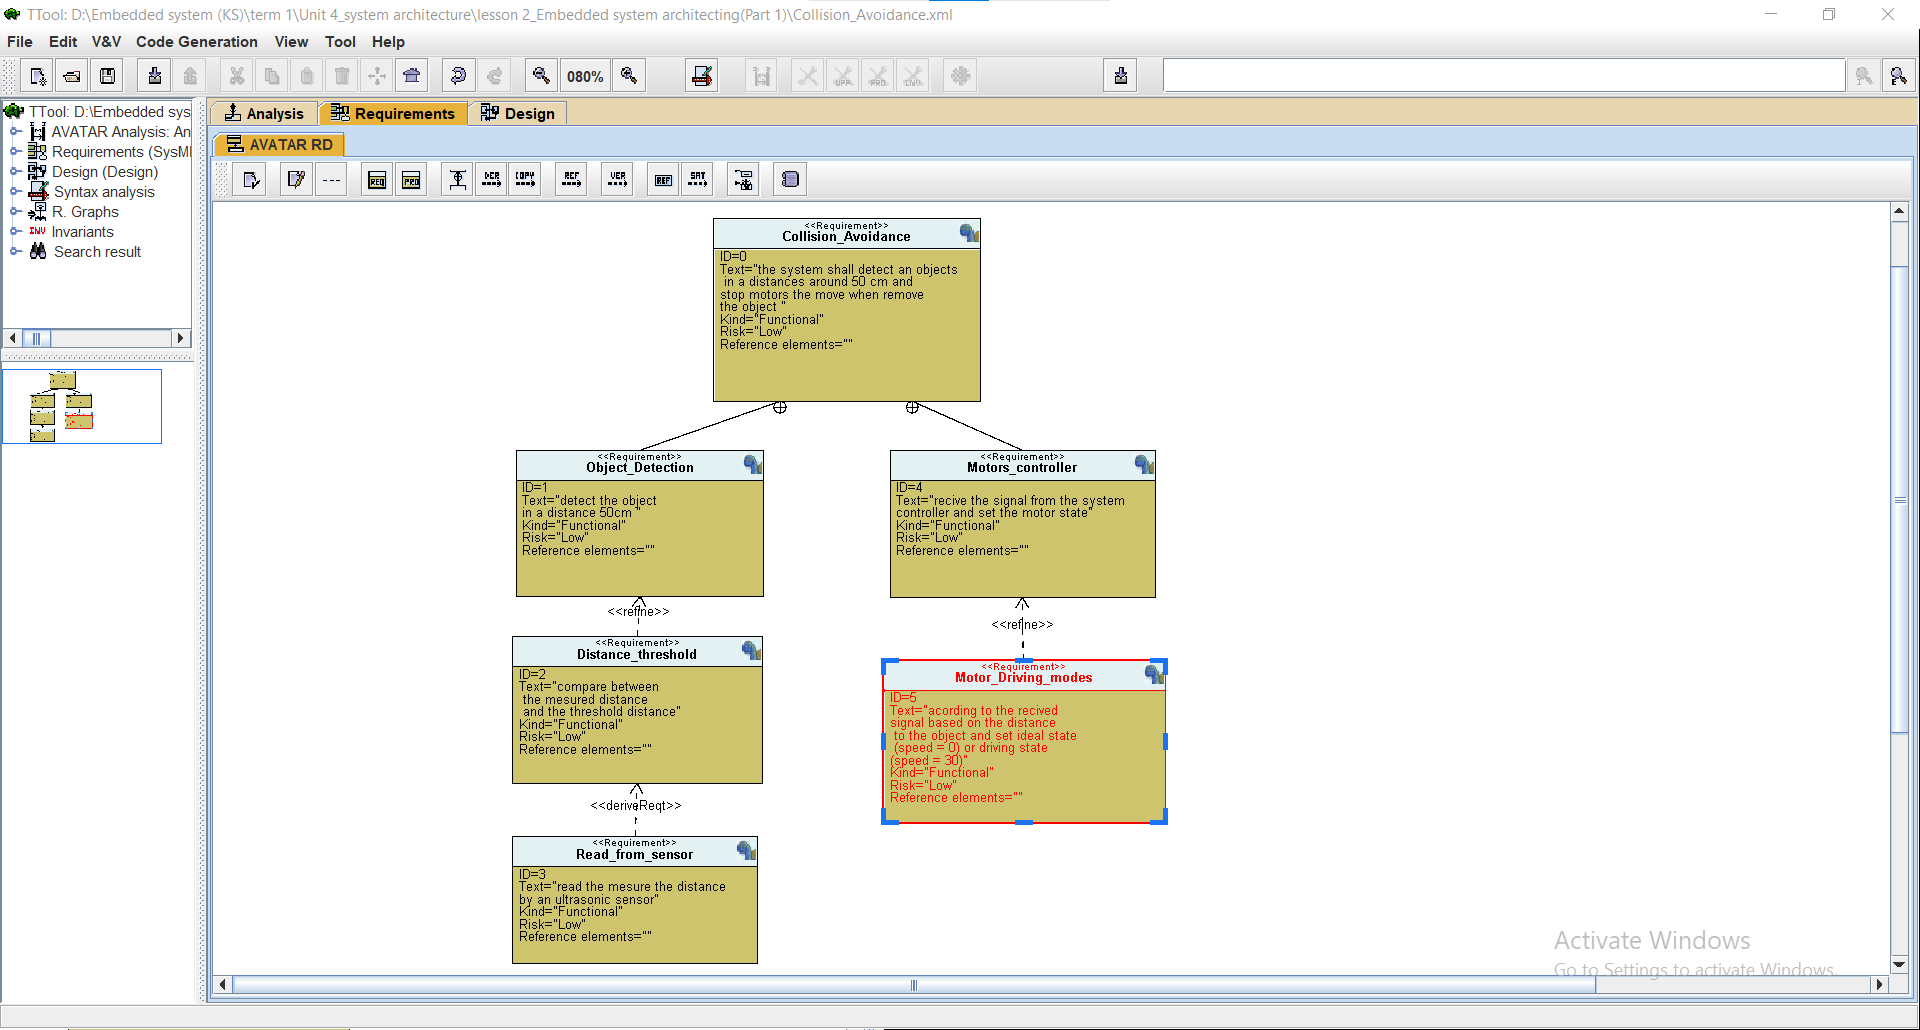 TTool: D:\Embedded system (KS)\term 1\Unit 4_system architecture\lesson 2_Embedded system architecting(Part 1)\Collision_Avoidance.xml
File Edit V&V Code Generation View Tool Help
080%
TTool: D:\Embedded sys
AVATAR Analysis: An
Requirements (SysM
Design (Design)
Syntax analysis
R. Graphs
INV Invariants
Search result
Analysis Requirements Design
AVATAR RD
REQ PRO DER COPY REF VER REF SAT
<<Requirement>>
Collision_Avoidance
ID=0
Text="the system shall detect an objects
in a distances around 50 cm and
stop motors the move when remove
the object "
Kind="Functional"
Risk="Low"
Reference elements=""
<<Requirement>>
Object_Detection
ID=1
Text="detect the object
in a distance 50cm "
Kind="Functional"
Risk="Low"
Reference elements=""
<<Requirement>>
Motors_controller
ID=4
Text="recive the signal from the system
controller and set the motor state"
Kind="Functional"
Risk="Low"
Reference elements=""
<<refine>>
<<refine>>
<<Requirement>>
Distance_threshold
ID=2
Text="compare between
the mesured distance
and the threshold distance"
Kind="Functional"
Risk="Low"
Reference elements=""
<<Requirement>>
Motor_Driving_modes
ID=5
Text="acording to the recived
signal based on the distance
to the object and set ideal state
(speed = 0) or driving state
(speed = 30)"
Kind="Functional"
Risk="Low"
Reference elements=""
<<deriveReqt>>
<<Requirement>>
Read_from_sensor
ID=3
Text="read the mesure the distance
by an ultrasonic sensor"
Kind="Functional"
Risk="Low"
Reference elements=""
Activate Windows
Go to Settings to activate Windows.